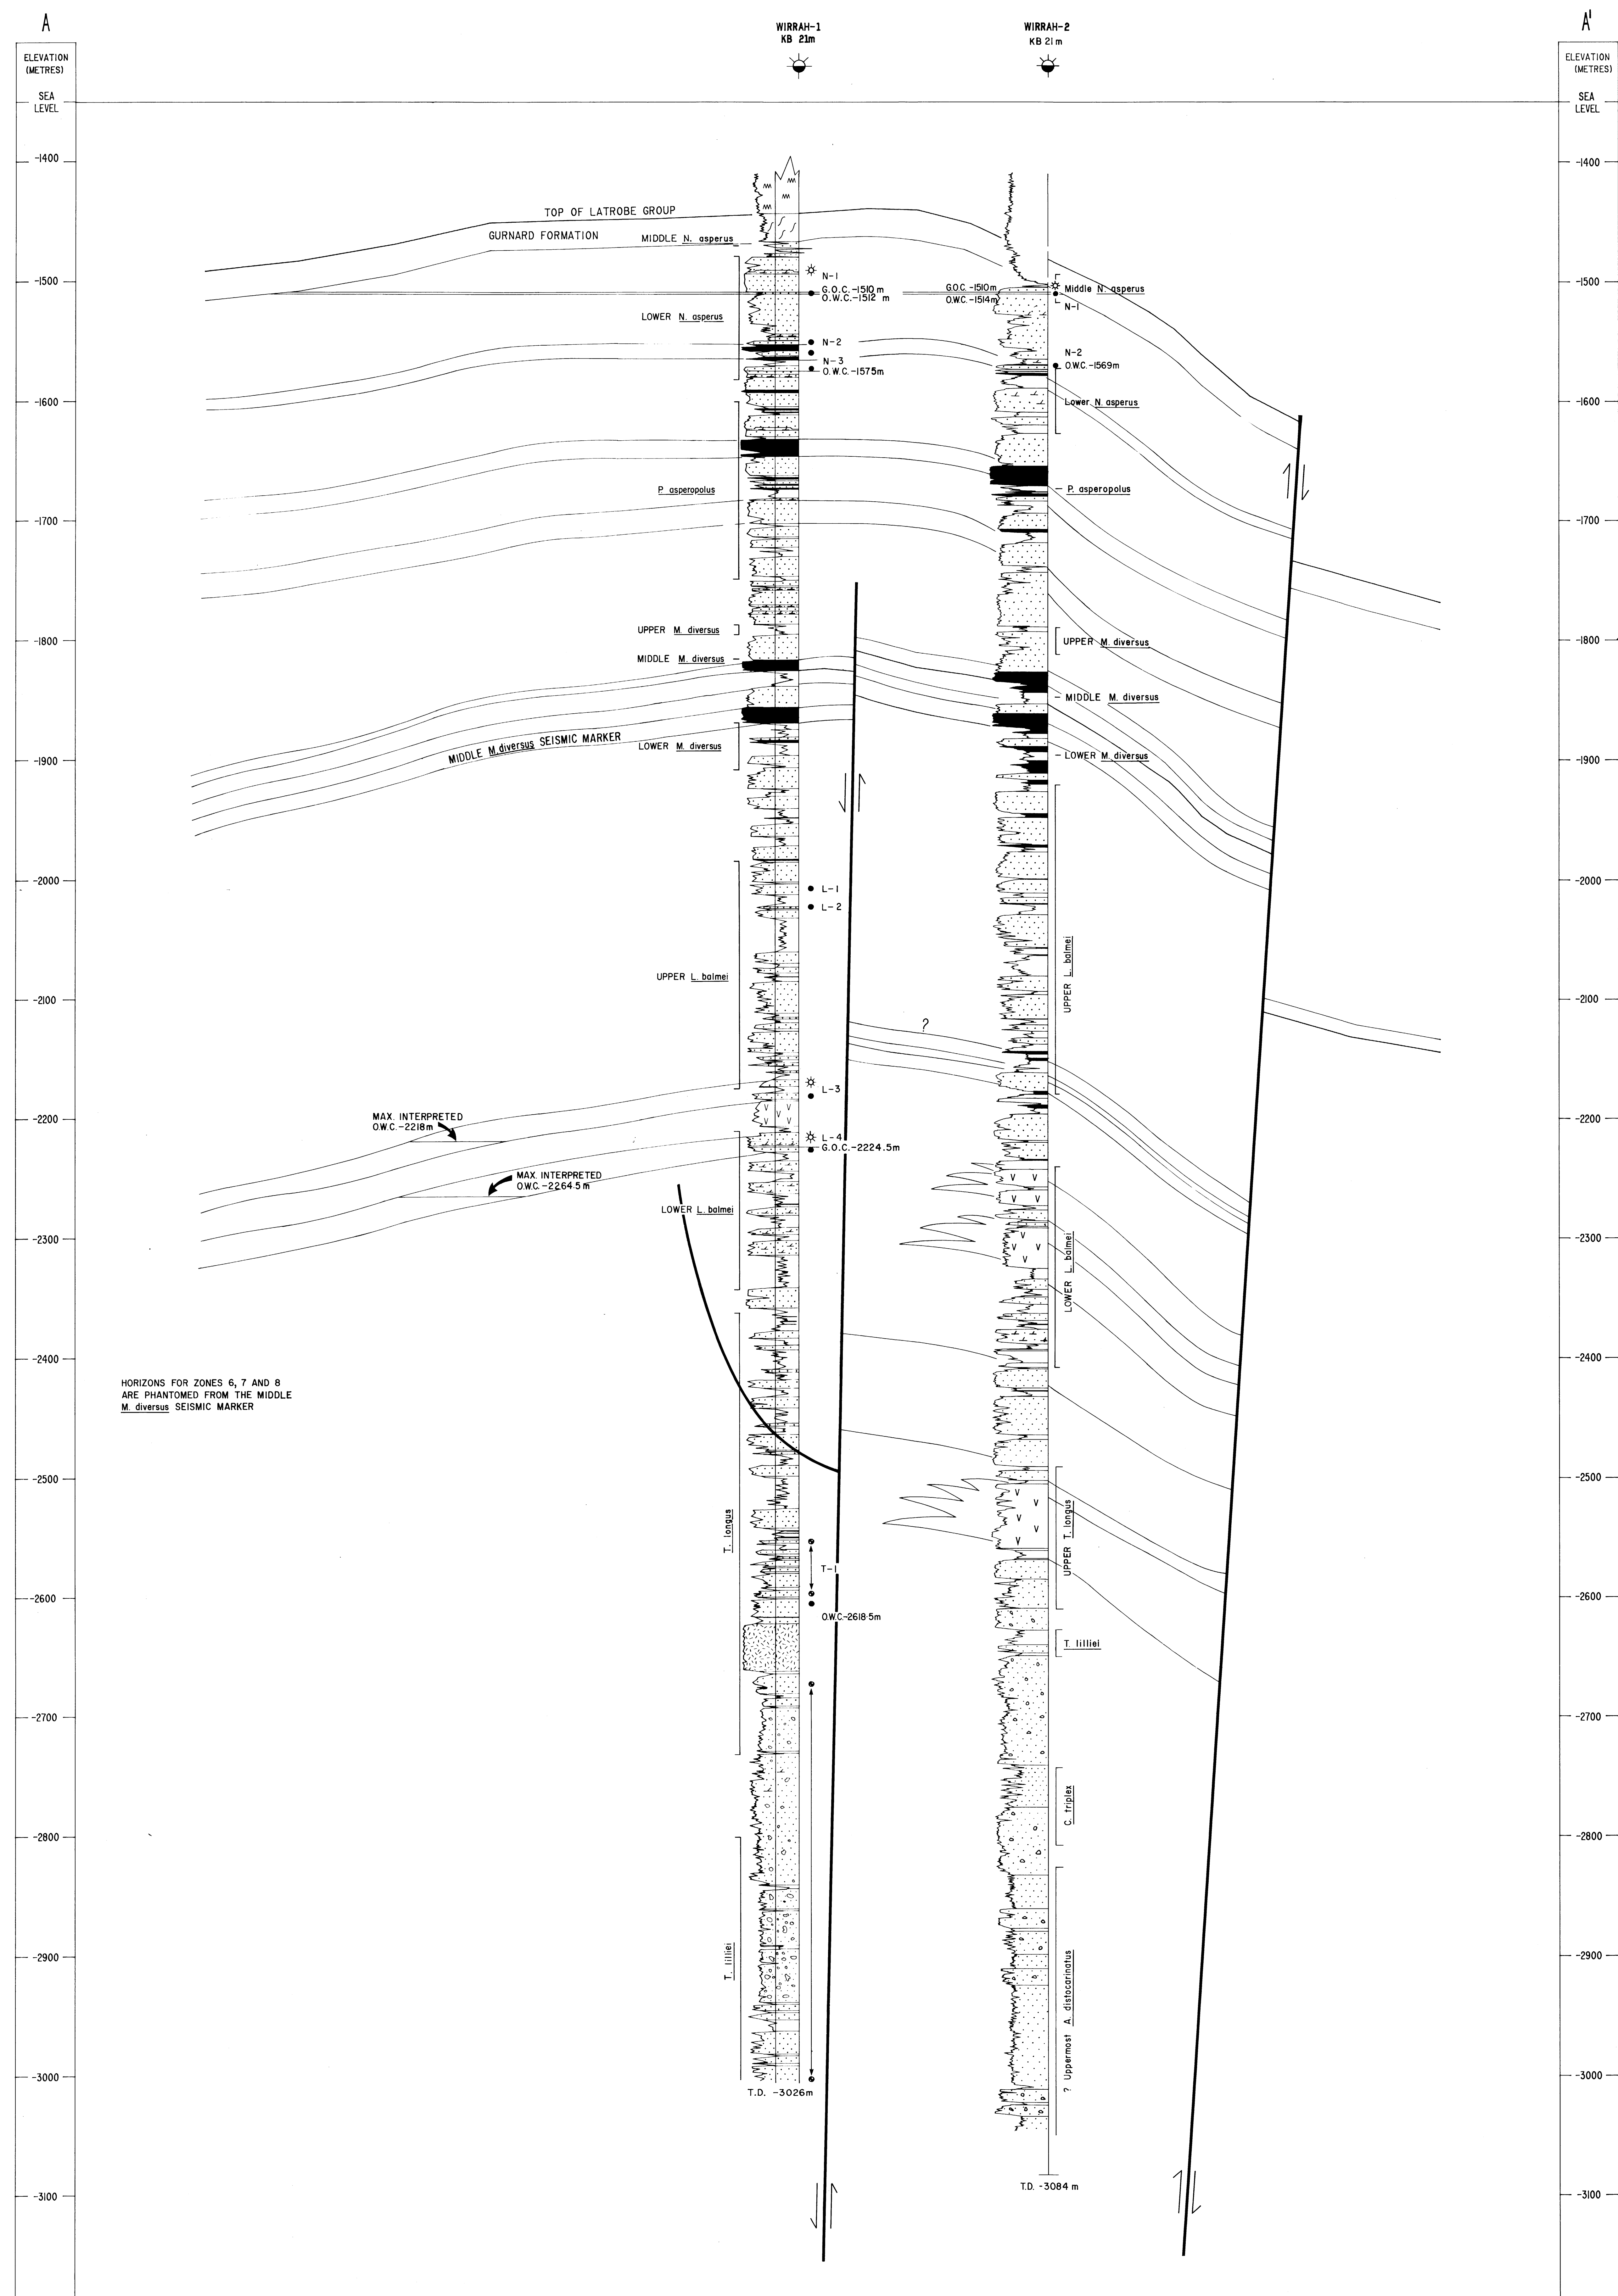 A
A'
WIRRAH-1
KB 21m
WIRRAH-2
KB 21m
ELEVATION
(METRES)
ELEVATION
(METRES)
SEA
LEVEL
SEA
LEVEL
-1400
-1400
TOP OF LATROBE GROUP
GURNARD FORMATION
MIDDLE N. asperus
-1500
N-1
G.O.C. -1510 m
O.W.C. -1512 m
G.O.C. -1510m
O.W.C. -1514m
Middle N. asperus
N-1
-1500
LOWER N. asperus
N-2
N-3
O.W.C. -1575m
N-2
O.W.C. -1569m
-1600
Lower N. asperus
-1600
P asperopolus
P. asperopolus
-1700
-1700
UPPER M. diversus
UPPER M. diversus
-1800
-1800
MIDDLE M. diversus
MIDDLE M. diversus
MIDDLE M. diversus SEISMIC MARKER
LOWER M. diversus
LOWER M. diversus
-1900
-1900
-2000
L-1
L-2
-2000
UPPER L. balmei
UPPER L. balmei
-2100
?
-2100
L-3
MAX. INTERPRETED
O.W.C. -2218m
-2200
-2200
L-4
G.O.C. -2224.5m
MAX. INTERPRETED
O.W.C. -2264.5m
LOWER L. balmei
LOWER L. balmei
-2300
-2300
-2400
-2400
HORIZONS FOR ZONES 6, 7 AND 8
ARE PHANTOMED FROM THE MIDDLE
M. diversus SEISMIC MARKER
-2500
-2500
T. longus
UPPER T. longus
T-1
-2600
O.W.C. -2618·5m
-2600
T. lilliei
-2700
-2700
C. triplex
-2800
-2800
-2900
T. lilliei
? Uppermost A. distocarinatus
-2900
-3000
-3000
T.D. -3026m
T.D. -3084 m
-3100
-3100